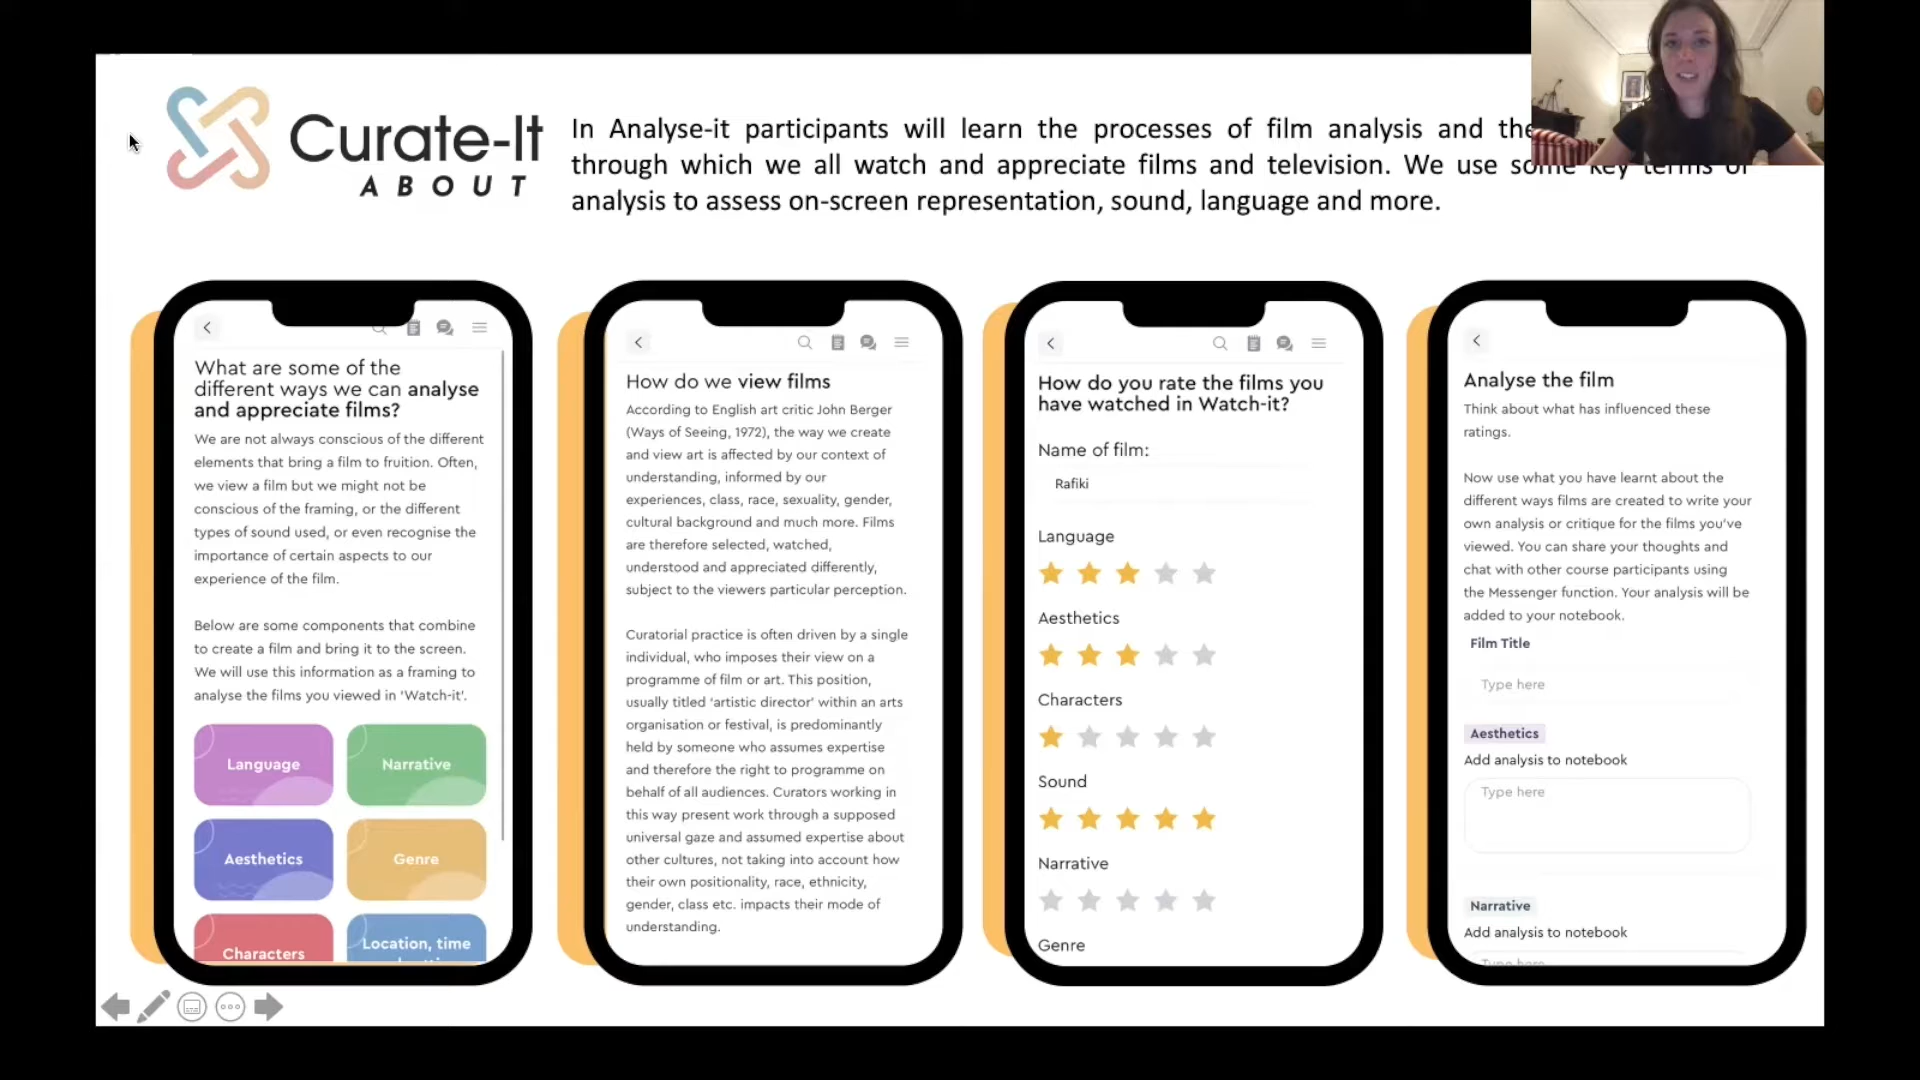 Curate-It
ABOUT
In Analyse-it participants will learn the processes of film analysis and the
through which we all watch and appreciate films and television. We use some key terms of
analysis to assess on-screen representation, sound, language and more.
What are some of the
different ways we can analyse
and appreciate films?
We are not always conscious of the different
elements that bring a film to fruition. Often,
we view a film but we might not be
conscious of the framing, or the different
types of sound used, or even recognise the
importance of certain aspects to our
experience of the film.
Below are some components that combine
to create a film and bring it to the screen.
We will use this information as a framing to
analyse the films you viewed in ‘Watch-it’.
Language
Narrative
Aesthetics
Genre
Characters
Location, time
How do we view films
According to English art critic John Berger
(Ways of Seeing, 1972), the way we create
and view art is affected by our context of
understanding, informed by our
experiences, class, race, sexuality, gender,
cultural background and much more. Films
are therefore selected, watched,
understood and appreciated differently,
subject to the viewers particular perception.
Curatorial practice is often driven by a single
individual, who imposes their view on a
programme of film or art. This position,
usually titled ‘artistic director’ within an arts
organisation or festival, is predominantly
held by someone who assumes expertise
and therefore the right to programme on
behalf of all audiences. Curators working in
this way present work through a supposed
universal gaze and assumed expertise about
other cultures, not taking into account how
their own positionality, race, ethnicity,
gender, class etc. impacts their mode of
understanding.
How do you rate the films you
have watched in Watch-it?
Name of film:
Rafiki
Language
Aesthetics
Characters
Sound
Narrative
Genre
Analyse the film
Think about what has influenced these
ratings.
Now use what you have learnt about the
different ways films are created to write your
own analysis or critique for the films you’ve
viewed. You can share your thoughts and
chat with other course participants using
the Messenger function. Your analysis will be
added to your notebook.
Film Title
Type here
Aesthetics
Add analysis to notebook
Type here
Narrative
Add analysis to notebook
Type here